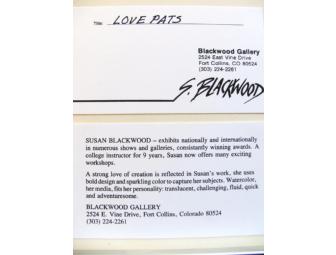 Title: LOVE PATS
Blackwood Gallery
2524 East Vine Drive
Fort Collins, CO 80524
(303) 224-2261
S. BLACKWOOD
SUSAN BLACKWOOD – exhibits nationally and internationally
in numerous shows and galleries, consistently winning awards. A
college instructor for 9 years, Susan now offers many exciting
workshops.
A strong love of creation is reflected in Susan's work, she uses
bold design and sparkling color to capture her subjects. Watercolor,
her media, fits her personality: translucent, challenging, fluid, quick
and adventuresome.
BLACKWOOD GALLERY
2524 E. Vine Drive, Fort Collins, Colorado 80524
(303) 224-2261